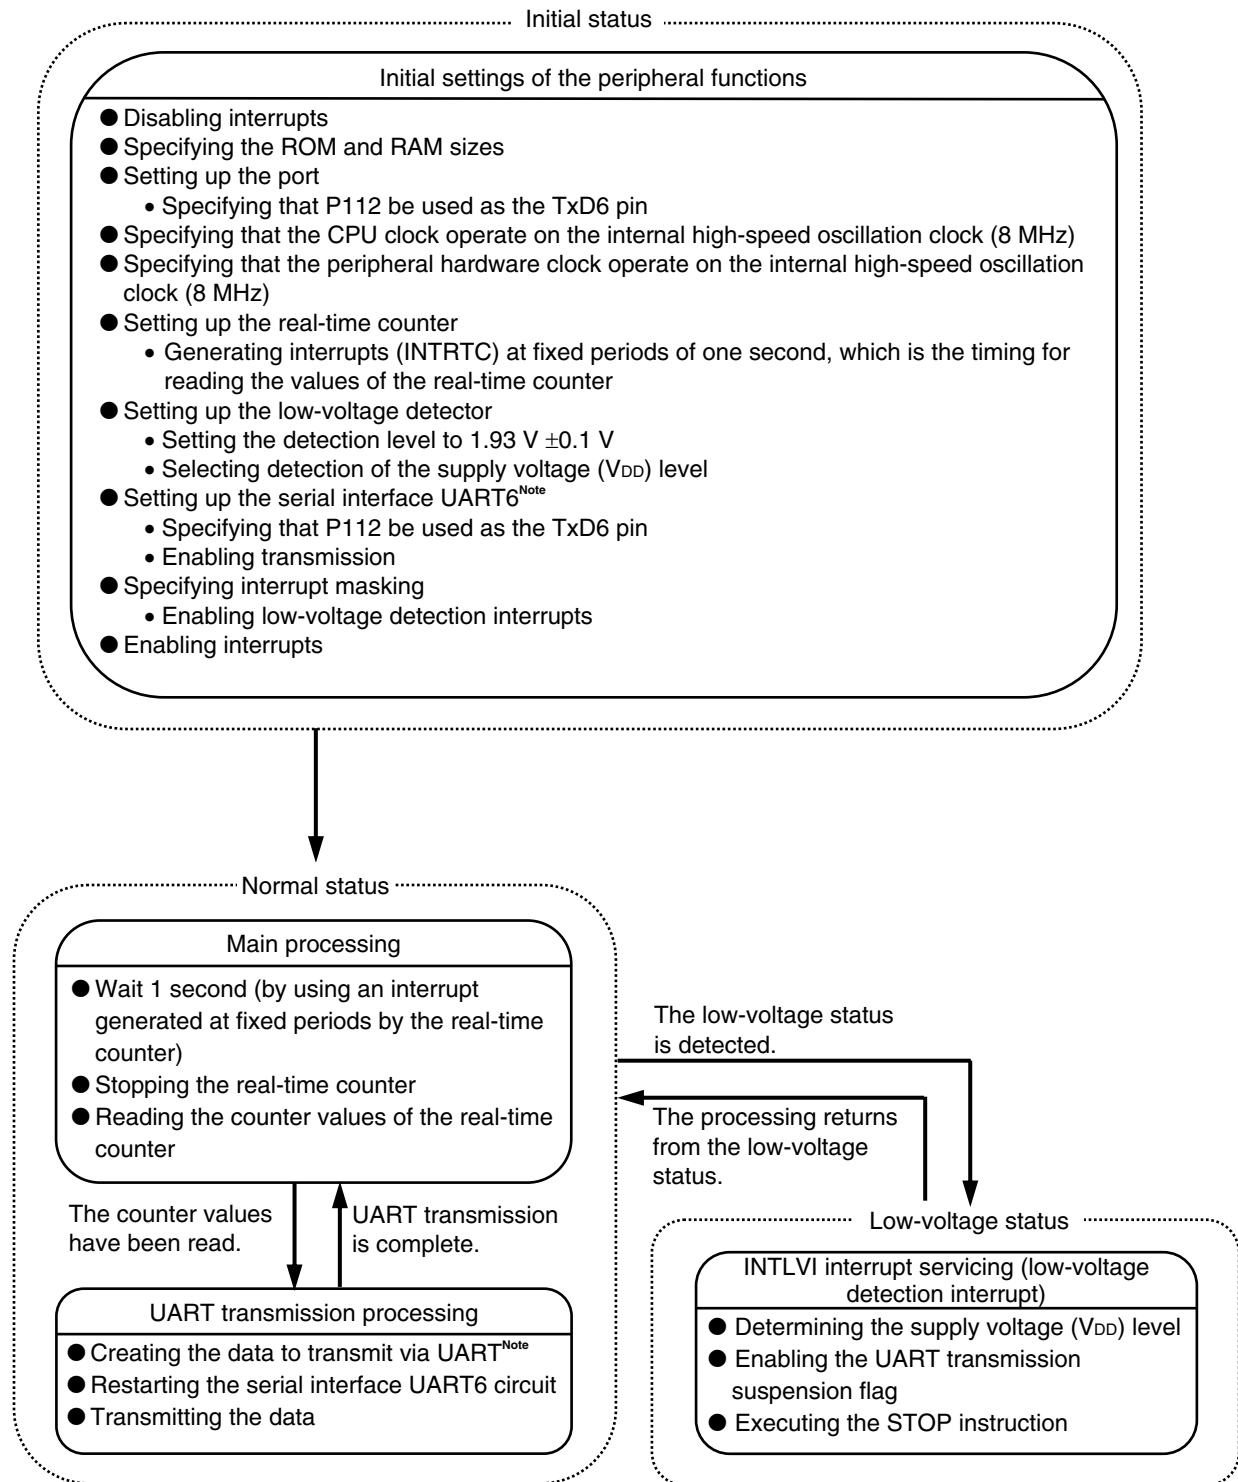 Initial status
Initial settings of the peripheral functions
● Disabling interrupts
● Specifying the ROM and RAM sizes
● Setting up the port
• Specifying that P112 be used as the TxD6 pin
● Specifying that the CPU clock operate on the internal high-speed oscillation clock (8 MHz)
● Specifying that the peripheral hardware clock operate on the internal high-speed oscillation
clock (8 MHz)
● Setting up the real-time counter
• Generating interrupts (INTRTC) at fixed periods of one second, which is the timing for
reading the values of the real-time counter
● Setting up the low-voltage detector
• Setting the detection level to 1.93 V ±0.1 V
• Selecting detection of the supply voltage (VDD) level
● Setting up the serial interface UART6Note
• Specifying that P112 be used as the TxD6 pin
• Enabling transmission
● Specifying interrupt masking
• Enabling low-voltage detection interrupts
● Enabling interrupts
Normal status
Main processing
● Wait 1 second (by using an interrupt
generated at fixed periods by the real-time
counter)
● Stopping the real-time counter
● Reading the counter values of the real-time
counter
The counter values
have been read.
UART transmission
is complete.
UART transmission processing
● Creating the data to transmit via UARTNote
● Restarting the serial interface UART6 circuit
● Transmitting the data
The low-voltage status
is detected.
The processing returns
from the low-voltage
status.
Low-voltage status
INTLVI interrupt servicing (low-voltage
detection interrupt)
● Determining the supply voltage (VDD) level
● Enabling the UART transmission
suspension flag
● Executing the STOP instruction